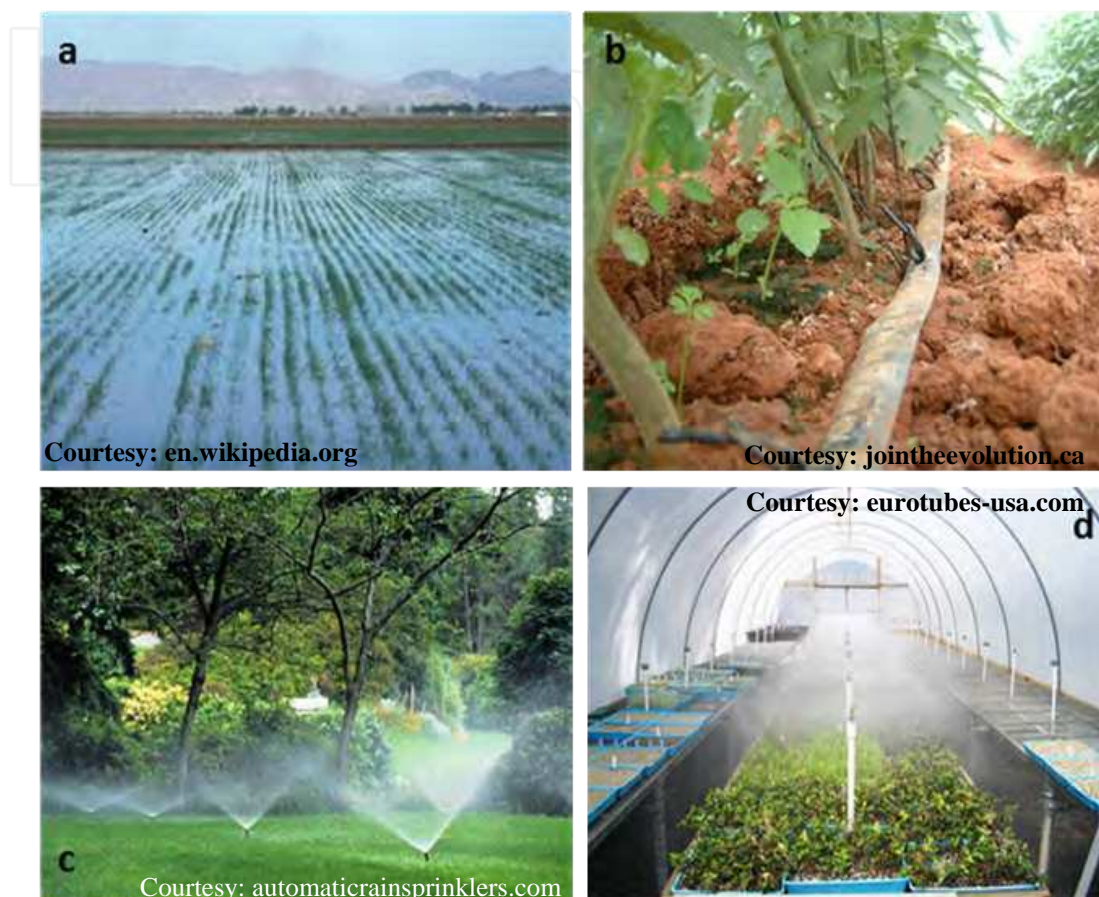 a
b
Courtesy: en.wikipedia.org
Courtesy: jointheevolution.ca
Courtesy: eurotubes-usa.com
d
c
Courtesy: automaticrainsprinklers.com